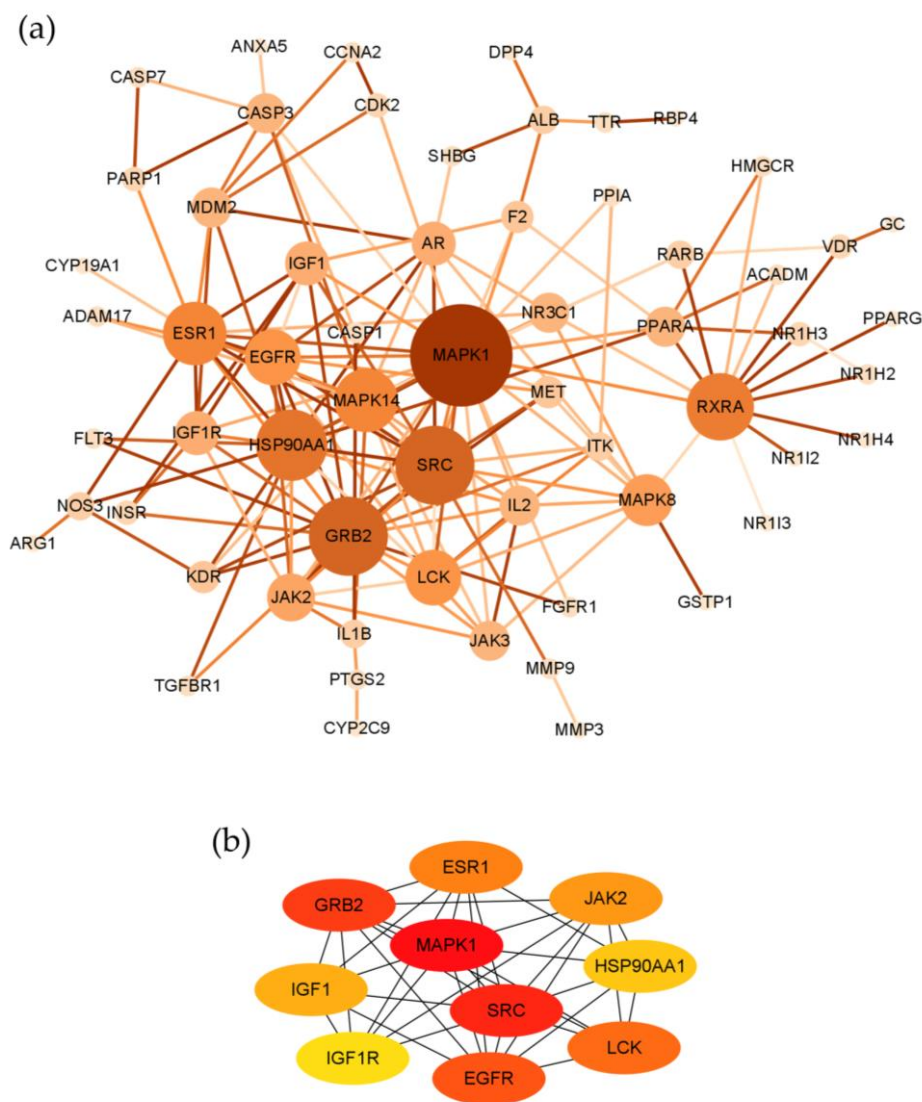 (a)
ANXA5
CCNA2
DPP4
CASP7
CASP3
CDK2
ALB
TTR
RBP4
SHBG
PARP1
HMGCR
MDM2
PPIA
F2
GC
AR
VDR
RARB
CYP19A1
IGF1
ACADM
ADAM17
NR3C1
ESR1
CASP1
PPARA
PPARG
NR1H3
EGFR
MAPK1
NR1H2
MAPK14
MET
RXRA
FLT3
IGF1R
HSP90AA1
ITK
NR1H4
SRC
NR1I2
NOS3
INSR
IL2
MAPK8
NR1I3
ARG1
GRB2
KDR
LCK
JAK2
FGFR1
GSTP1
IL1B
JAK3
TGFBR1
PTGS2
MMP9
CYP2C9
MMP3
(b)
ESR1
JAK2
GRB2
MAPK1
HSP90AA1
IGF1
SRC
LCK
IGF1R
EGFR